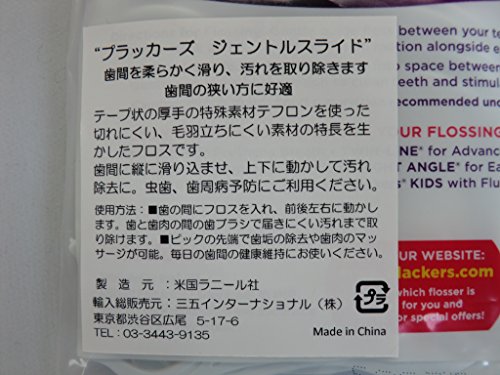 “プラッカーズ　ジェントルスライド”
歯間を柔らかく滑り、汚れを取り除きます
歯間の狭い方に好適
テープ状の厚手の特殊素材テフロンを使った
切れにくい、毛羽立ちにくい素材の特長を生
かしたフロスです。
歯間に縦に滑り込ませ、上下に動かして汚れ
除去に。虫歯、歯周病予防にご利用ください。
使用方法：■歯の間にフロスを入れ、前後左右に動かし
ます。歯と歯肉の間の歯ブラシで届きにくい汚れまで取
り除けます。■ピックの先端で歯垢の除去や歯肉のマッ
サージが可能。毎日の歯間の健康維持にお使いください。
製　造　元：米国ラニール社
輸入総販売元：三五インターナショナル（株）
東京都渋谷区広尾　5-17-6
TEL：03-3443-9135
Made in China
プラ
between your te
tion alongside e
o space between
eeth and stimul
recommended un
YOUR FLOSSING
-LINE* for Advanc
T ANGLE* for Ea
S* KIDS with Flu
UR WEBSITE:
lackers.com
which flosser is
for you and
or special offers!